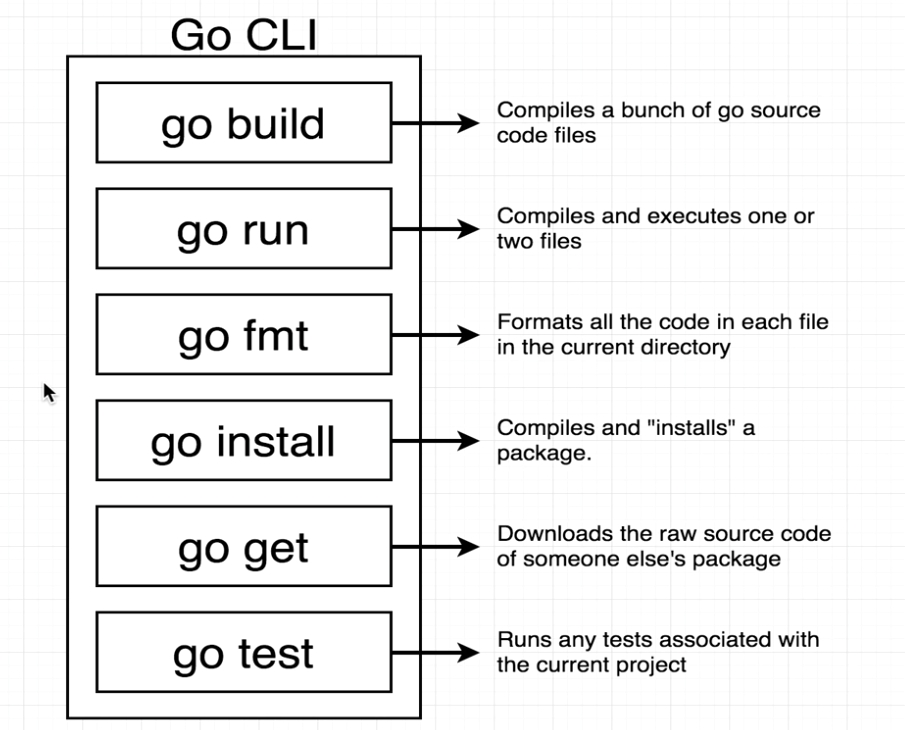 Go CLI
go build
Compiles a bunch of go source
code files
go run
Compiles and executes one or
two files
go fmt
Formats all the code in each file
in the current directory
go install
Compiles and "installs" a
package.
go get
Downloads the raw source code
of someone else's package
go test
Runs any tests associated with
the current project